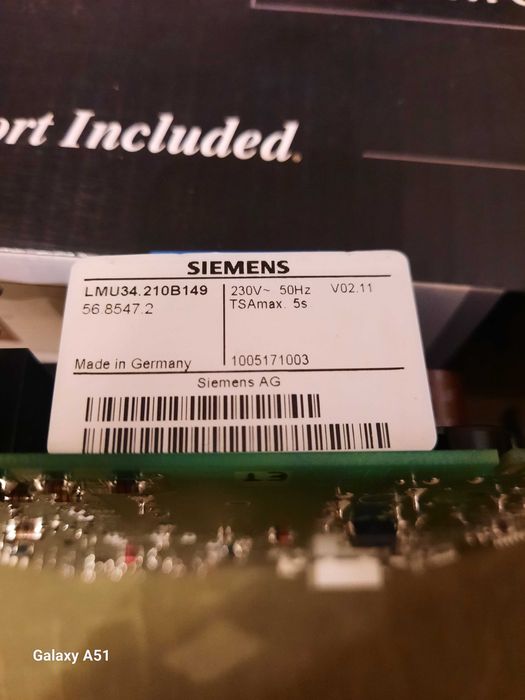 ort Included.
SIEMENS
LMU34.210B149
56.8547.2
230V~ 50Hz V02.11
TSAmax. 5s
Made in Germany
1005171003
Siemens AG
Galaxy A51